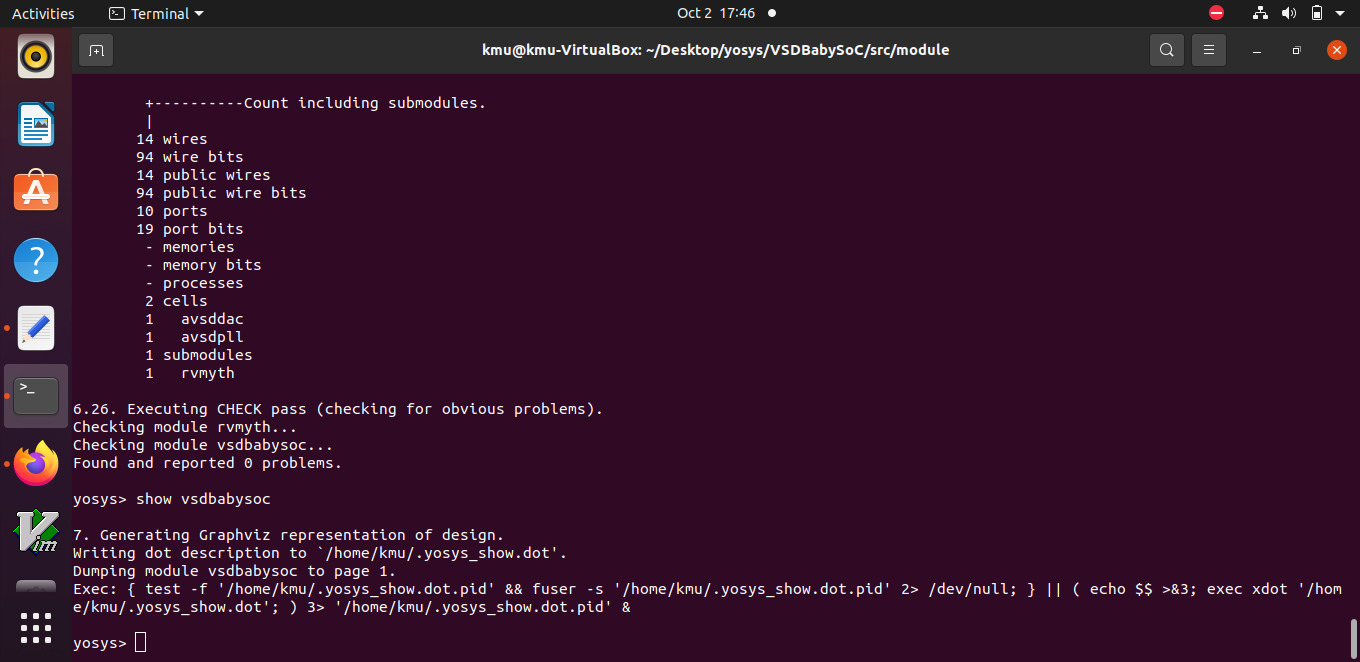 Activities
Terminal
Oct 2 17:46
kmu@kmu-VirtualBox: ~/Desktop/yosys/VSDBabySoC/src/module
+----------Count including submodules.
|
14 wires
94 wire bits
14 public wires
94 public wire bits
10 ports
19 port bits
- memories
- memory bits
- processes
2 cells
1   avsddac
1   avsdpll
1 submodules
1   rvmyth
6.26. Executing CHECK pass (checking for obvious problems).
Checking module rvmyth...
Checking module vsdbabysoc...
Found and reported 0 problems.
yosys> show vsdbabysoc
7. Generating Graphviz representation of design.
Writing dot description to `/home/kmu/.yosys_show.dot'.
Dumping module vsdbabysoc to page 1.
Exec: { test -f '/home/kmu/.yosys_show.dot.pid' && fuser -s '/home/kmu/.yosys_show.dot.pid' 2> /dev/null; } || ( echo $$ >&3; exec xdot '/hom
e/kmu/.yosys_show.dot'; ) 3> '/home/kmu/.yosys_show.dot.pid' &
yosys>